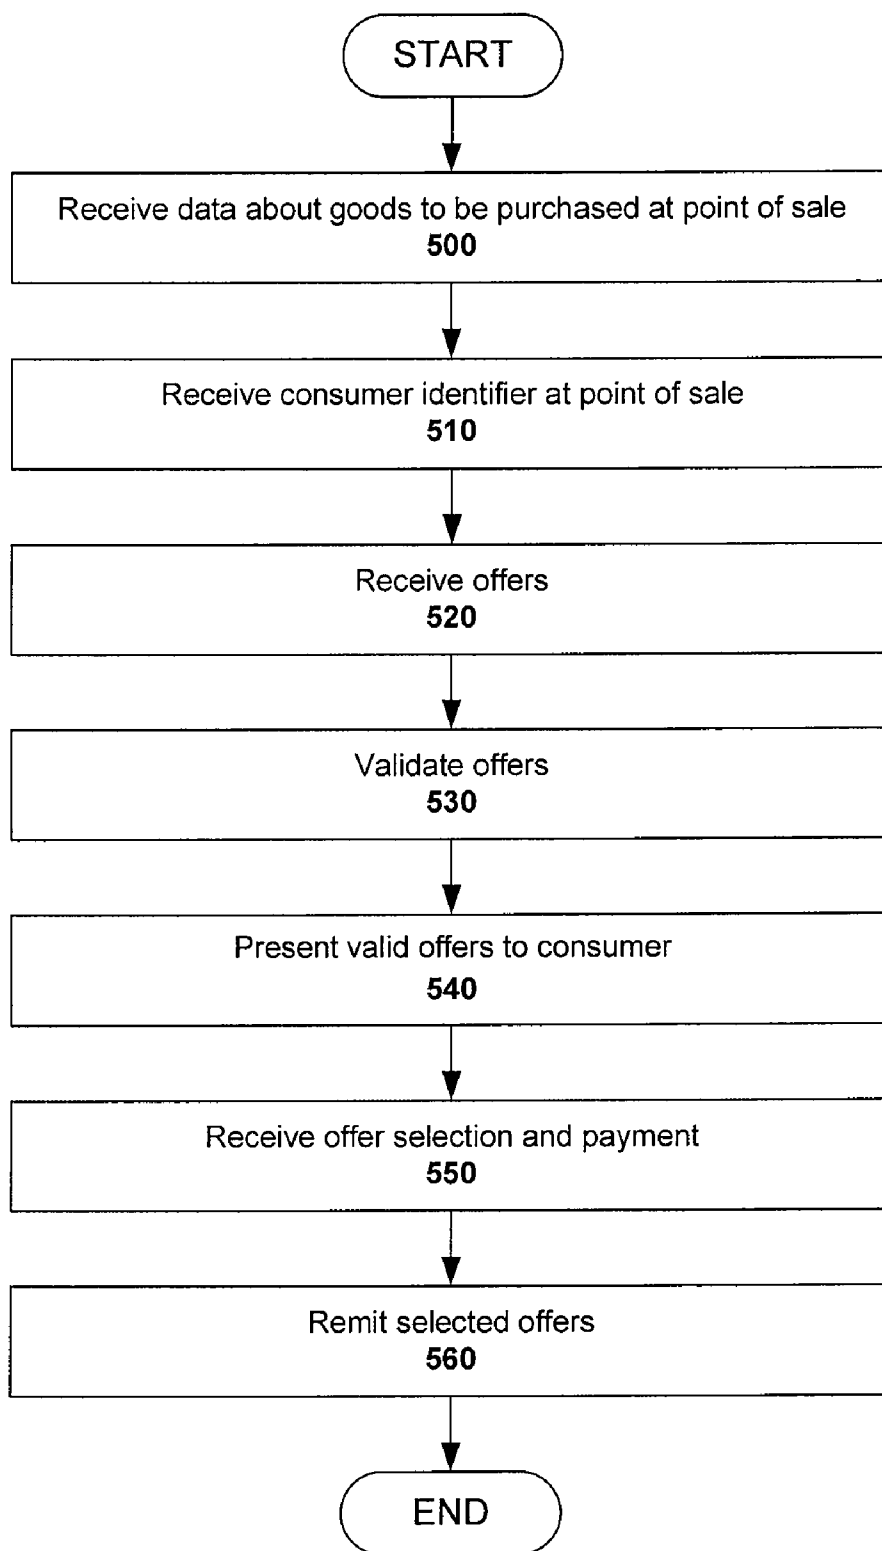 START
Receive data about goods to be purchased at point of sale
500
Receive consumer identifier at point of sale
510
Receive offers
520
Validate offers
530
Present valid offers to consumer
540
Receive offer selection and payment
550
Remit selected offers
560
END